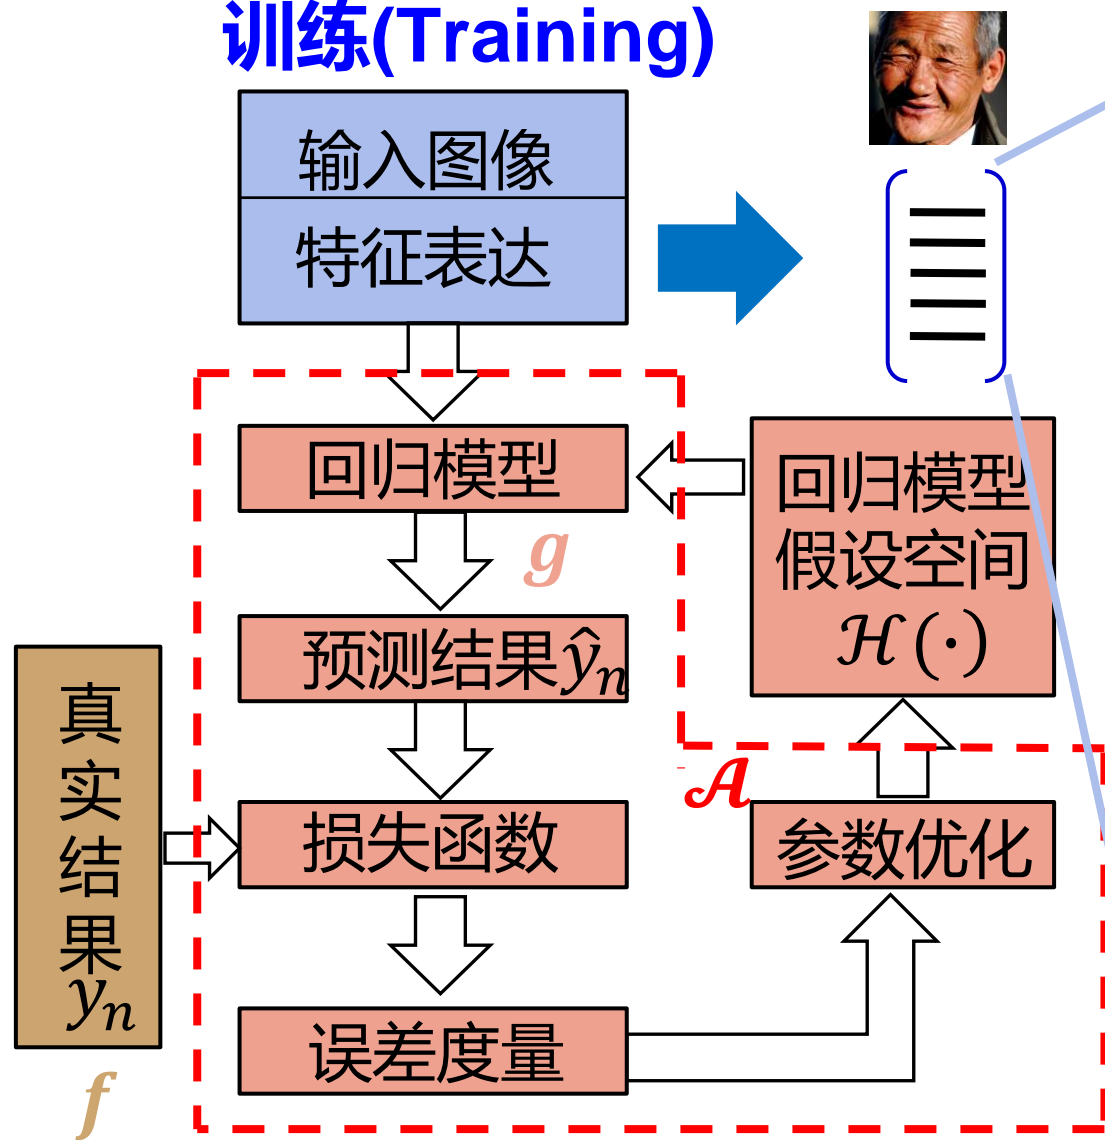 训练(Training)
输入图像
特征表达
回归模型
g
预测结果ŷₙ
损失函数
误差度量
真
实
结
果
yₙ
f
回归模型
假设空间
ℋ(·)
𝓐
参数优化